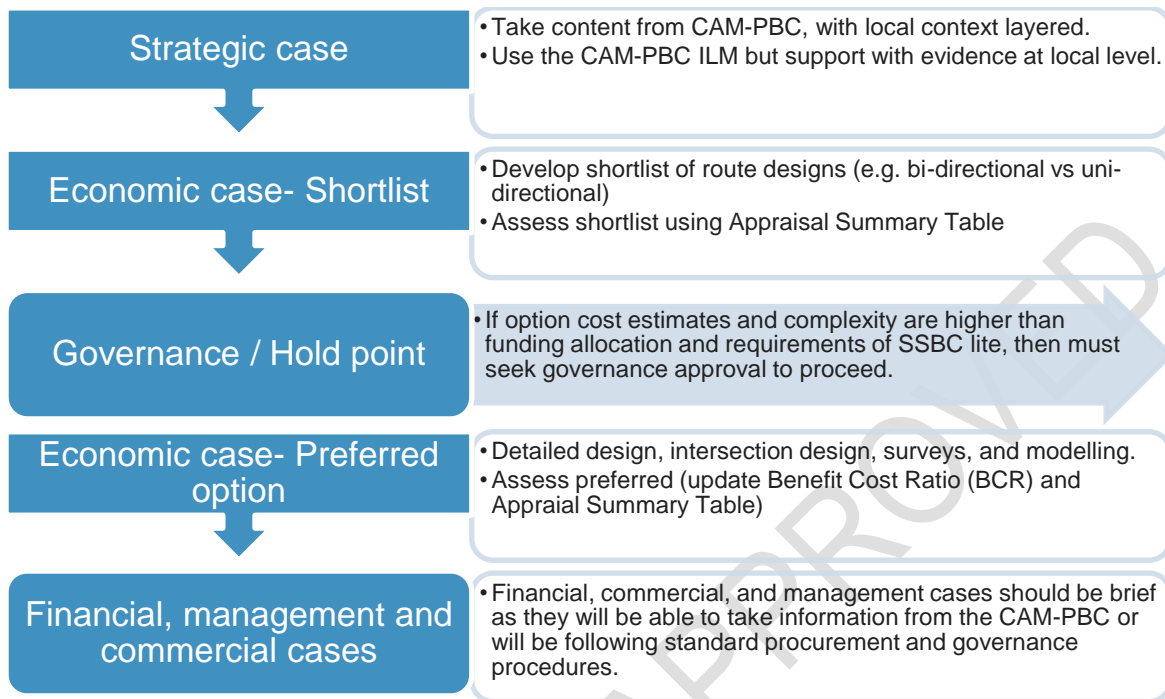 Strategic case
• Take content from CAM-PBC, with local context layered.
• Use the CAM-PBC ILM but support with evidence at local level.
Economic case- Shortlist
• Develop shortlist of route designs (e.g. bi-directional vs uni-
directional)
• Assess shortlist using Appraisal Summary Table
Governance / Hold point
• If option cost estimates and complexity are higher than
funding allocation and requirements of SSBC lite, then must
seek governance approval to proceed.
Economic case- Preferred
option
• Detailed design, intersection design, surveys, and modelling.
• Assess preferred (update Benefit Cost Ratio (BCR) and
Appraial Summary Table)
Financial, management and
commercial cases
• Financial, commercial, and management cases should be brief
as they will be able to take information from the CAM-PBC or
will be following standard procurement and governance
procedures.
APPROVED